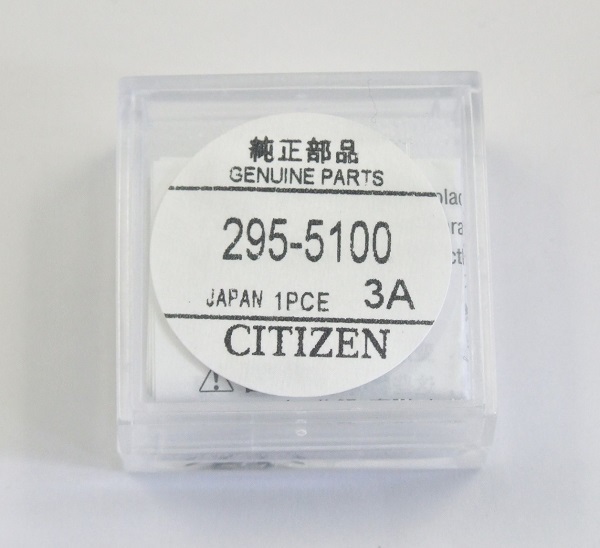 純正部品
GENUINE PARTS
295-5100
JAPAN 1PCE 3A
CITIZEN